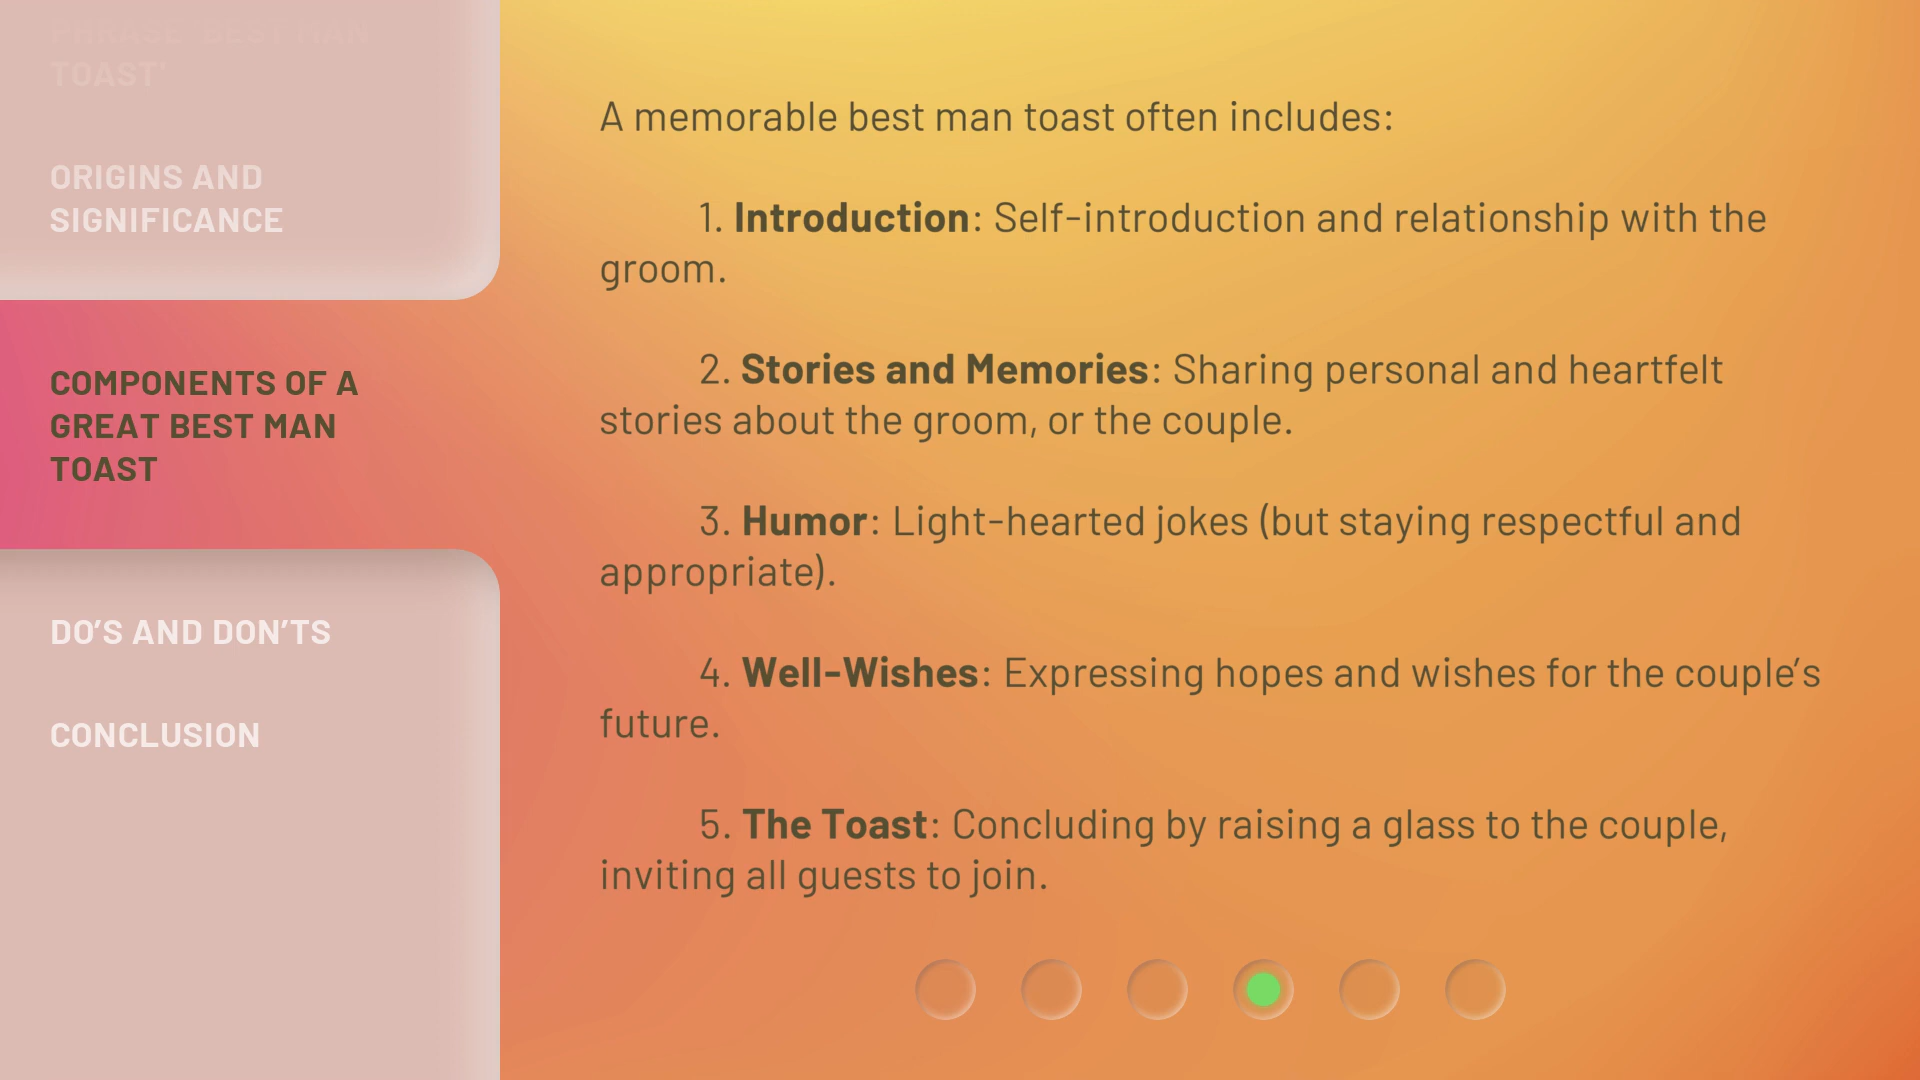 PHRASE 'BEST MAN
TOAST'
ORIGINS AND
SIGNIFICANCE
COMPONENTS OF A
GREAT BEST MAN
TOAST
DO'S AND DON'TS
CONCLUSION
A memorable best man toast often includes:
1. Introduction: Self-introduction and relationship with the
groom.
2. Stories and Memories: Sharing personal and heartfelt
stories about the groom, or the couple.
3. Humor: Light-hearted jokes (but staying respectful and
appropriate).
4. Well-Wishes: Expressing hopes and wishes for the couple's
future.
5. The Toast: Concluding by raising a glass to the couple,
inviting all guests to join.